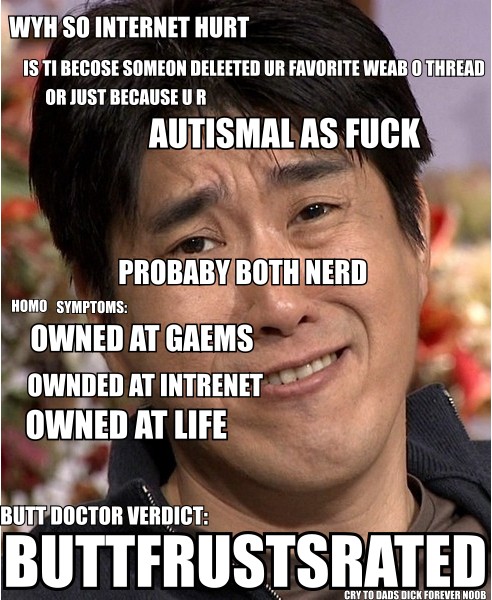 WYH SO INTERNET HURT
IS TI BECOSE SOMEON DELEETED UR FAVORITE WEAB O THREAD
OR JUST BECAUSE U R
AUTISMAL AS FUCK
PROBABY BOTH NERD
HOMO SYMPTOMS:
OWNED AT GAEMS
OWNDED AT INTRENET
OWNED AT LIFE
BUTT DOCTOR VERDICT:
BUTTFRUSTSRATED
CRY TO DADS DICK FOREVER NOOB